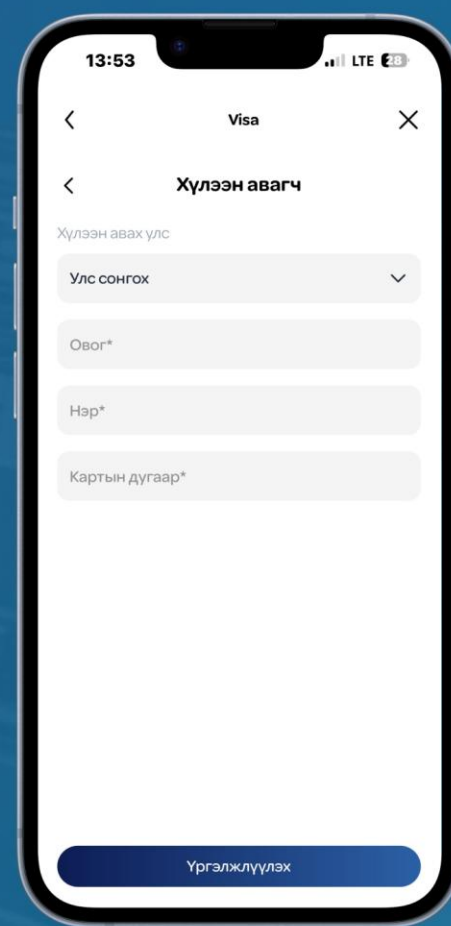 13:53 LTE 28
Visa
Хүлээн авагч
Хүлээн авах улс
Улс сонгох
Овог*
Нэр*
Картын дугаар*
Үргэлжлүүлэх